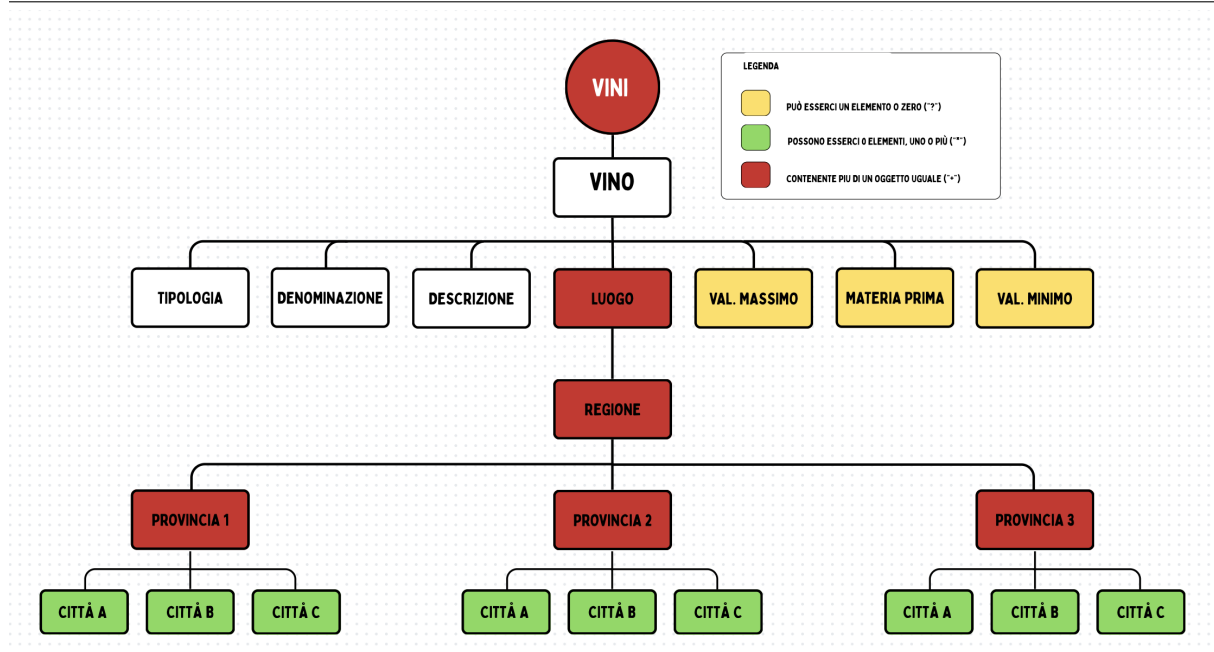 VINI
LEGENDA
PUÒ ESSERCI UN ELEMENTO O ZERO ("?")
POSSONO ESSERCI 0 ELEMENTI, UNO O PIÙ ("*")
CONTENENTE PIU DI UN OGGETTO UGUALE ("+")
VINO
TIPOLOGIA
DENOMINAZIONE
DESCRIZIONE
LUOGO
VAL. MASSIMO
MATERIA PRIMA
VAL. MINIMO
REGIONE
PROVINCIA 1
PROVINCIA 2
PROVINCIA 3
CITTÀ A
CITTÀ B
CITTÀ C
CITTÀ A
CITTÀ B
CITTÀ C
CITTÀ A
CITTÀ B
CITTÀ C